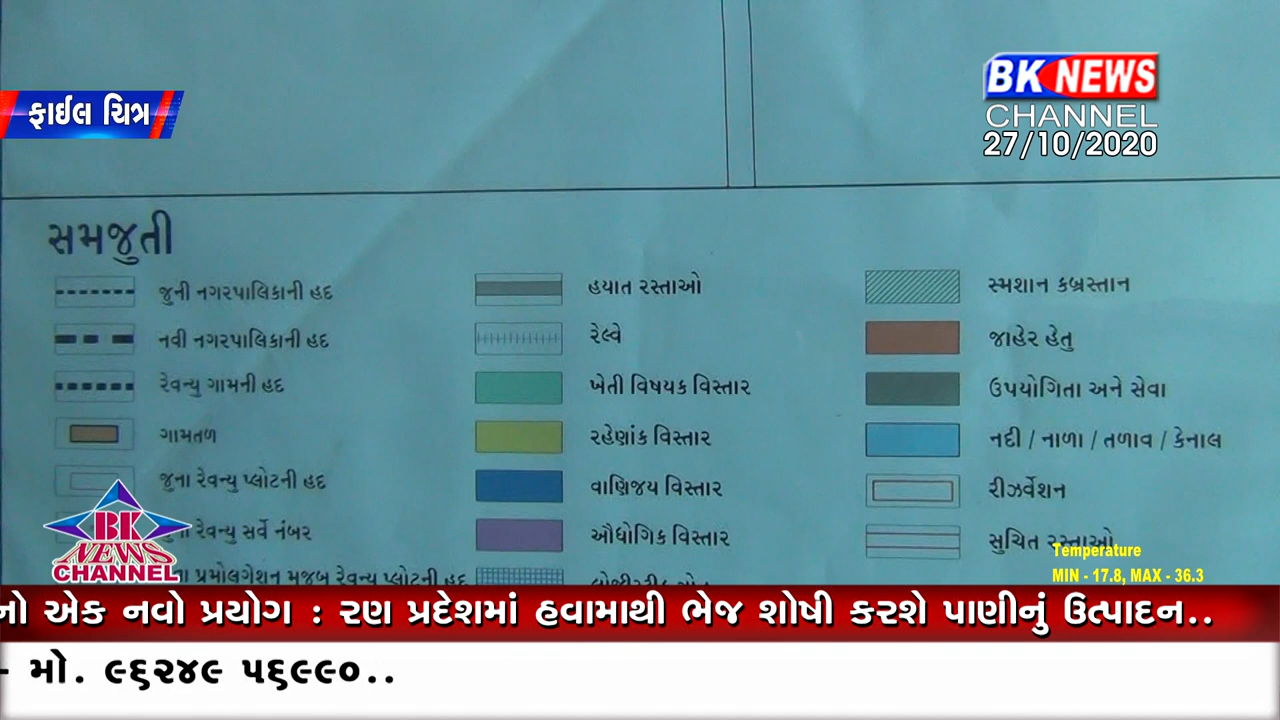 ફાઈલ ચિત્ર
BK NEWS
CHANNEL
27/10/2020
સમજુતી
જુની નગરપાલિકાની હદ
નવી નગરપાલિકાની હદ
રેવન્યુ ગામની હદ
ગામતળ
જુના રેવન્યુ પ્લોટની હદ
રેવન્યુ સર્વે નંબર
પ્રમોલગેશન મજબ રેવન્યુ પ્લોટની હદ
હયાત રસ્તાઓ
રેલ્વે
ખેતી વિષયક વિસ્તાર
રહેણાંક વિસ્તાર
વાણિજય વિસ્તાર
ઔધોગિક વિસ્તાર
સ્મશાન કબ્રસ્તાન
જાહેર હેતુ
ઉપયોગિતા અને સેવા
નદી / નાળા / તળાવ / કેનાલ
રીઝર્વેશન
સુચિત રસ્તાઓ
BK
NEWS
CHANNEL
Temperature
MIN - 17.8, MAX - 36.3
નો એક નવો પ્રયોગ : રણ પ્રદેશમાં હવામાથી ભેજ શોષી કરશે પાણીનું ઉત્પાદન..
- મો. ૯૬૨૪૯ ૫૬૯૯૦..